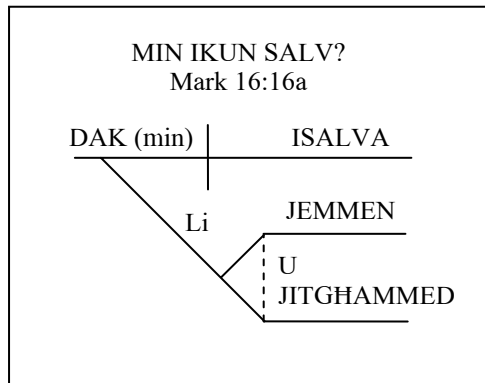 MIN IKUN SALV?
Mark 16:16a
DAK (min) ISALVA
Li JEMMEN
U
JITGĦAMMED